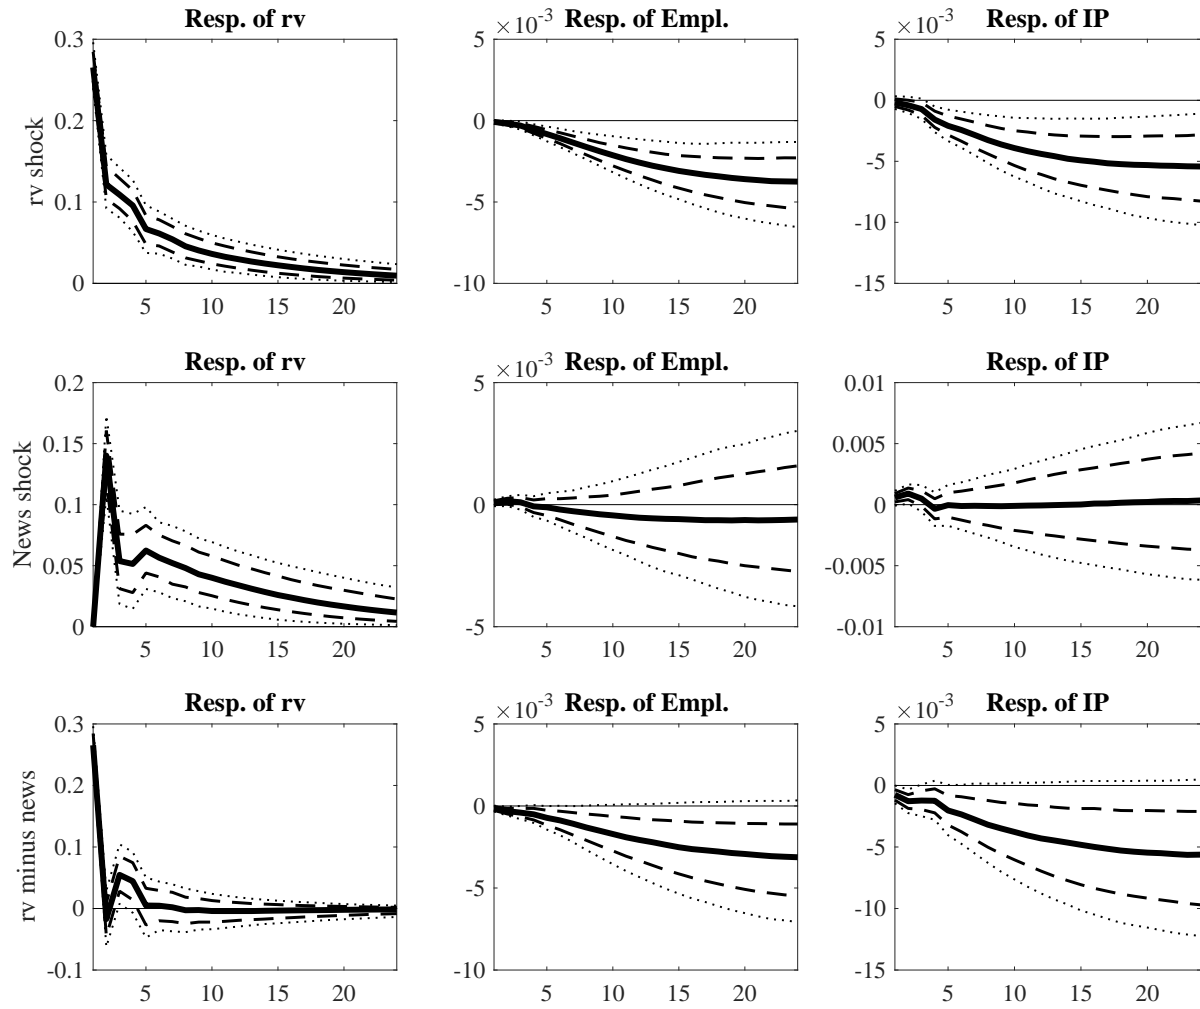 Resp. of rv
rv shock
0.3
0.2
0.1
0
5 10 15 20
×10-3 Resp. of Empl.
5
0
-5
-10
5 10 15 20
×10-3 Resp. of IP
5
0
-5
-10
-15
5 10 15 20
Resp. of rv
News shock
0.2
0.15
0.1
0.05
0
5 10 15 20
×10-3 Resp. of Empl.
5
0
-5
5 10 15 20
Resp. of IP
0.01
0.005
0
-0.005
-0.01
5 10 15 20
Resp. of rv
rv minus news
0.3
0.2
0.1
0
-0.1
5 10 15 20
×10-3 Resp. of Empl.
5
0
-5
-10
5 10 15 20
×10-3 Resp. of IP
5
0
-5
-10
-15
5 10 15 20